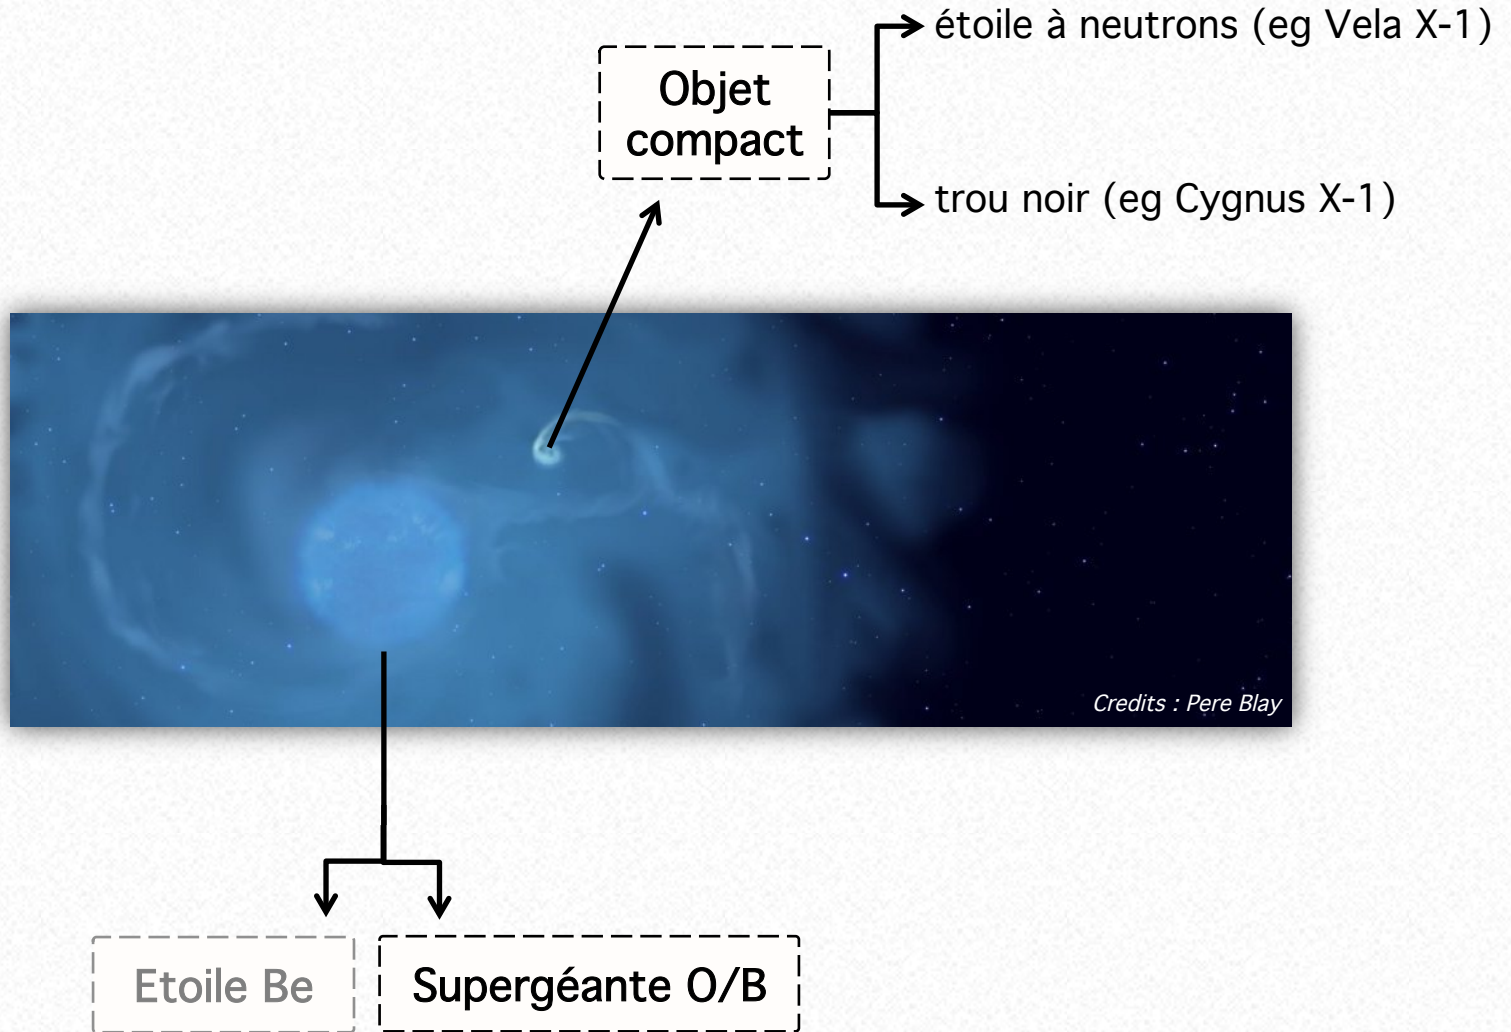 étoile à neutrons (eg Vela X-1)
Objet
compact
trou noir (eg Cygnus X-1)
Credits : Pere Blay
Etoile Be
Supergéante O/B